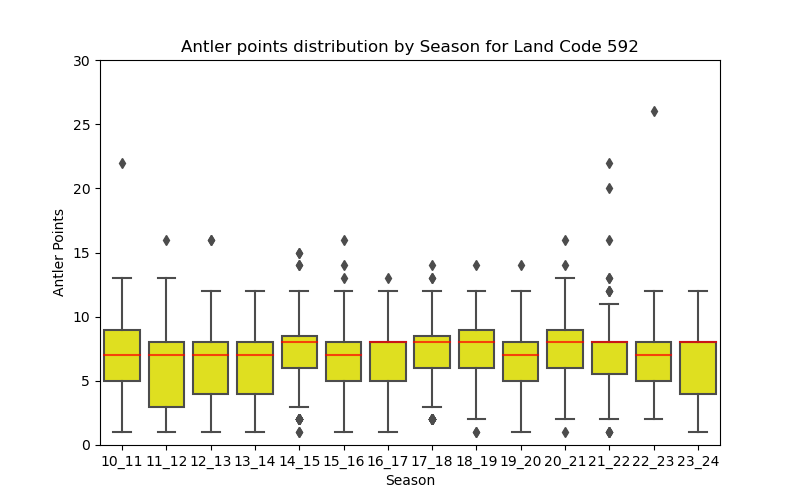 Antler points distribution by Season for Land Code 592
30
25
20
15
10
5
0
Antler Points
10_11 11_12 12_13 13_14 14_15 15_16 16_17 17_18 18_19 19_20 20_21 21_22 22_23 23_24
Season